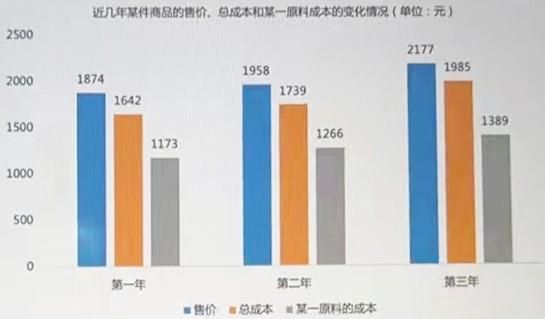 近几年某件商品的售价、总成本和某一原料成本的变化情况（单位：元）
2500
2000
1500
1000
500
0
1874
1642
1173
1958
1739
1266
2177
1985
1389
第一年
第二年
第三年
售价
总成本
某一原料的成本